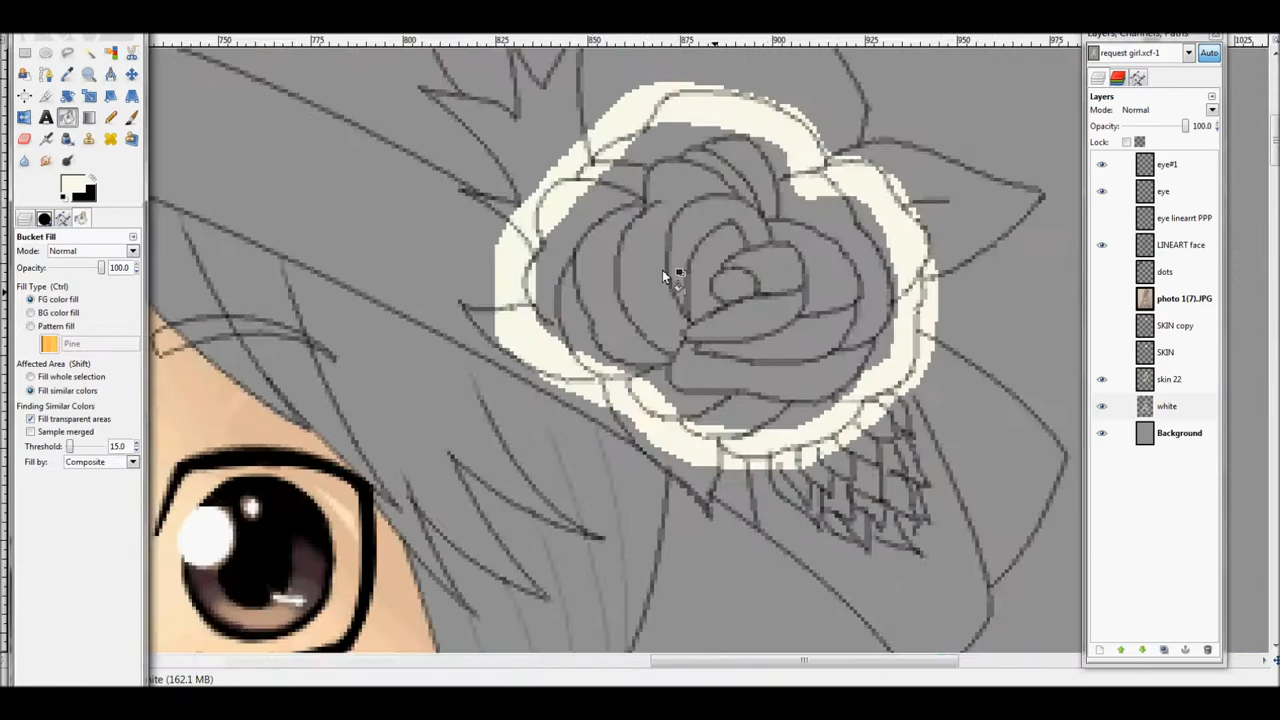 750 775 800 825 850 875 900 925 950 1025
Layers, Channels, Paths
request girl.xcf-1 Auto
Layers
Mode: Normal
Opacity: 100.0
Lock:
eye#1
eye
eye linearrt PPP
LINEART face
dots
photo 1(7).JPG
SKIN copy
SKIN
skin 22
white
Background
A
Bucket Fill
Mode: Normal
Opacity: 100.0
Fill Type (Ctrl)
FG color fill
BG color fill
Pattern fill
Pine
Affected Area (Shift)
Fill whole selection
Fill similar colors
Finding Similar Colors
Fill transparent areas
Sample merged
Threshold: 15.0
Fill by: Composite
ite (162.1 MB)